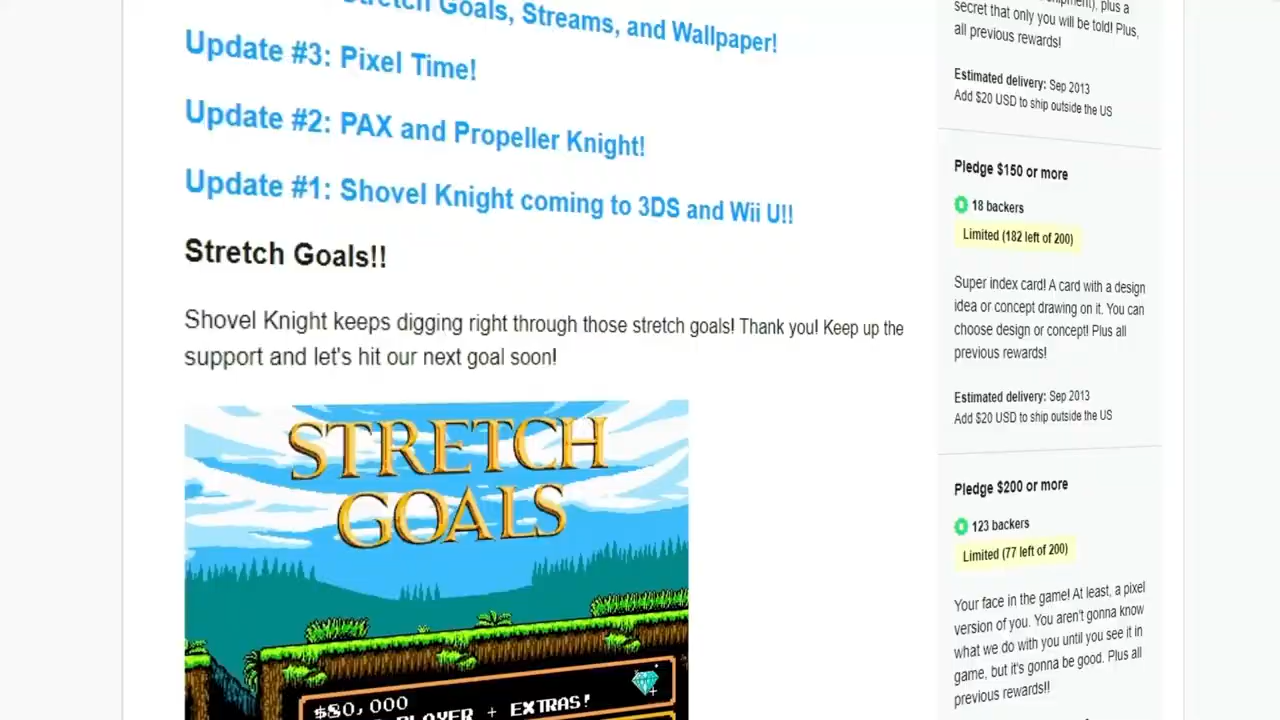 Stretch Goals, Streams, and Wallpaper!
Update #3: Pixel Time!
Update #2: PAX and Propeller Knight!
Update #1: Shovel Knight coming to 3DS and Wii U!!
Stretch Goals!!
Shovel Knight keeps digging right through those stretch goals! Thank you! Keep up the
support and let's hit our next goal soon!
STRETCH
GOALS
$80,000
PLAYER + EXTRAS!
plus a
secret that only you will be told! Plus,
all previous rewards!
Estimated delivery: Sep 2013
Add $20 USD to ship outside the US
Pledge $150 or more
18 backers
Limited (182 left of 200)
Super index card! A card with a design
idea or concept drawing on it. You can
choose design or concept! Plus all
previous rewards!
Estimated delivery: Sep 2013
Add $20 USD to ship outside the US
Pledge $200 or more
123 backers
Limited (77 left of 200)
Your face in the game! At least, a pixel
version of you. You aren't gonna know
what we do with you until you see it in
game, but it's gonna be good. Plus all
previous rewards!!